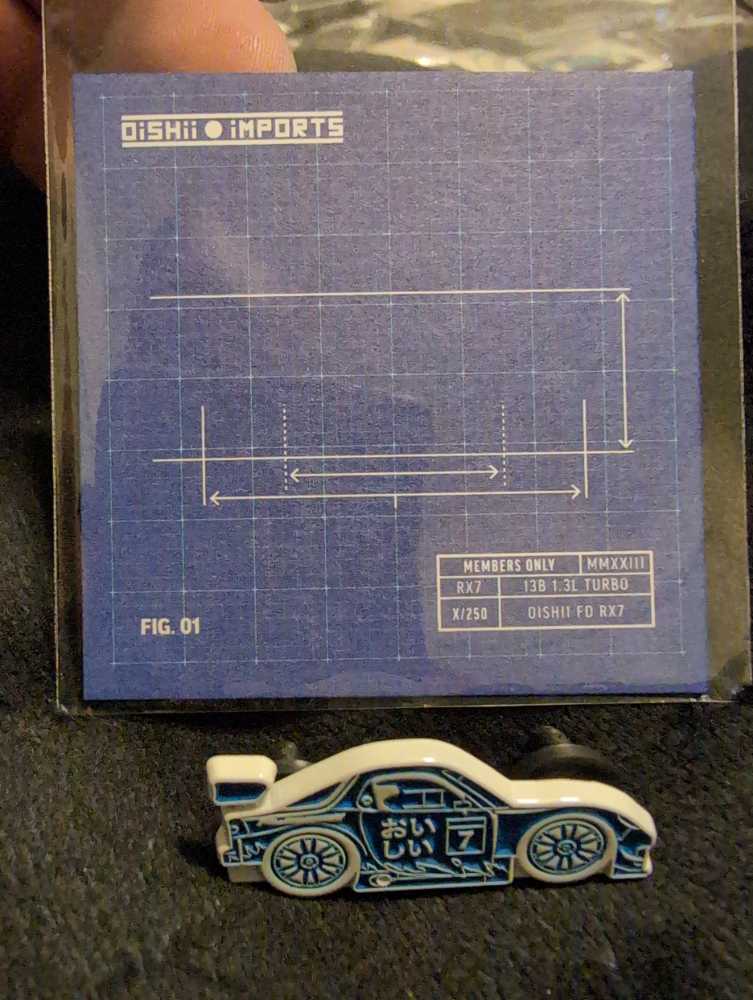 OiSHii ● iMPORTS
MEMBERS ONLY MMXXIII
RX7 13B 1.3L TURBO
X/250 OISHII FD RX7
FIG. 01
おい
しい
7